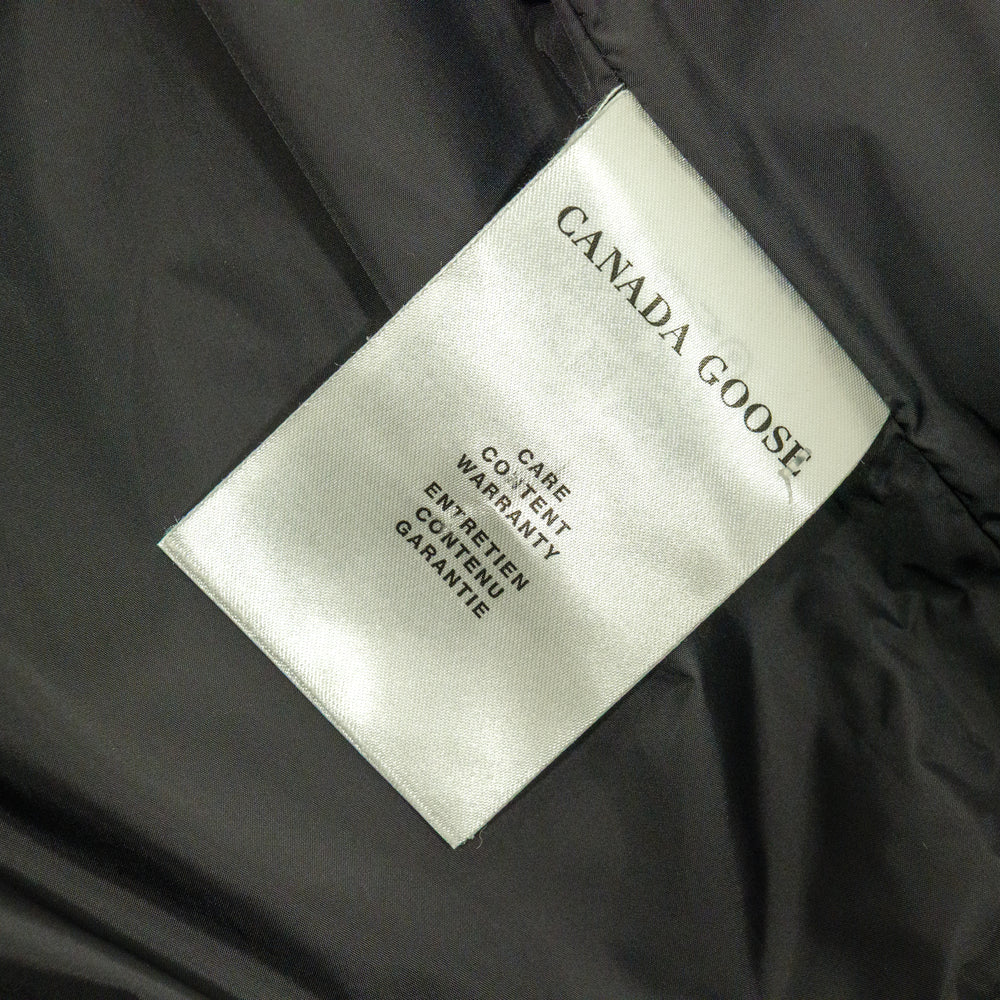 CANADA GOOSE
CARE
CONTENT
WARRANTY
ENTRETIEN
CONTENU
GARANTIE